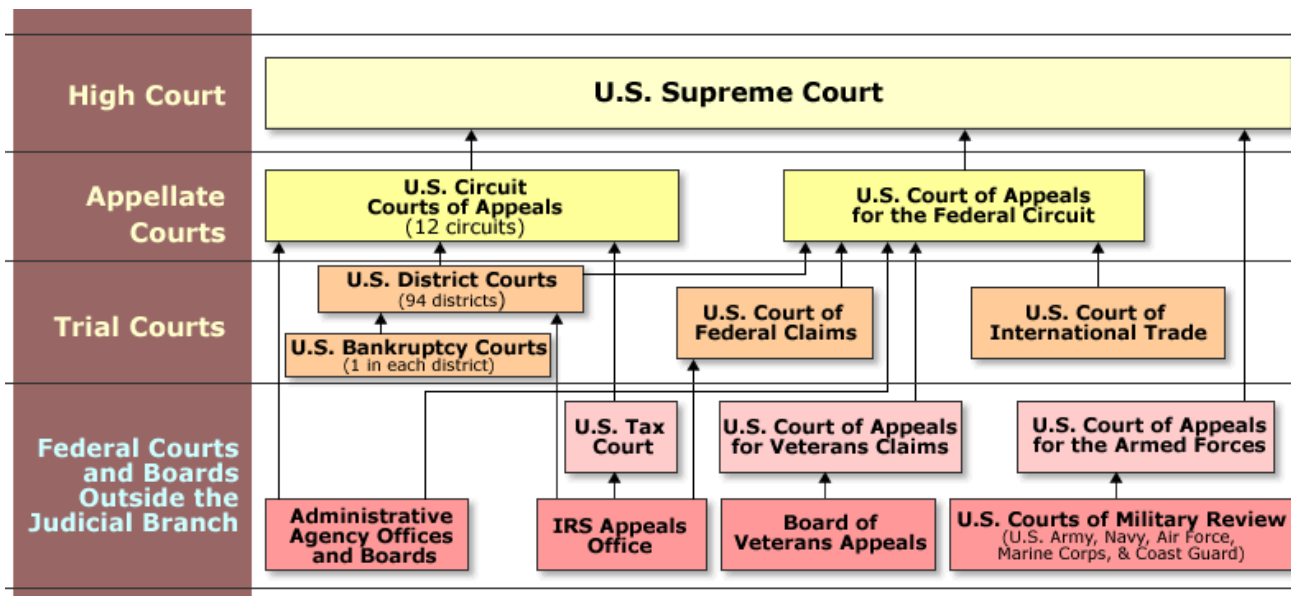 High Court
U.S. Supreme Court
Appellate
Courts
U.S. Circuit
Courts of Appeals
(12 circuits)
U.S. Court of Appeals
for the Federal Circuit
Trial Courts
U.S. District Courts
(94 districts)
U.S. Bankruptcy Courts
(1 in each district)
U.S. Court of
Federal Claims
U.S. Court of
International Trade
Federal Courts
and Boards
Outside the
Judicial Branch
U.S. Tax
Court
U.S. Court of Appeals
for Veterans Claims
U.S. Court of Appeals
for the Armed Forces
Administrative
Agency Offices
and Boards
IRS Appeals
Office
Board of
Veterans Appeals
U.S. Courts of Military Review
(U.S. Army, Navy, Air Force,
Marine Corps, & Coast Guard)